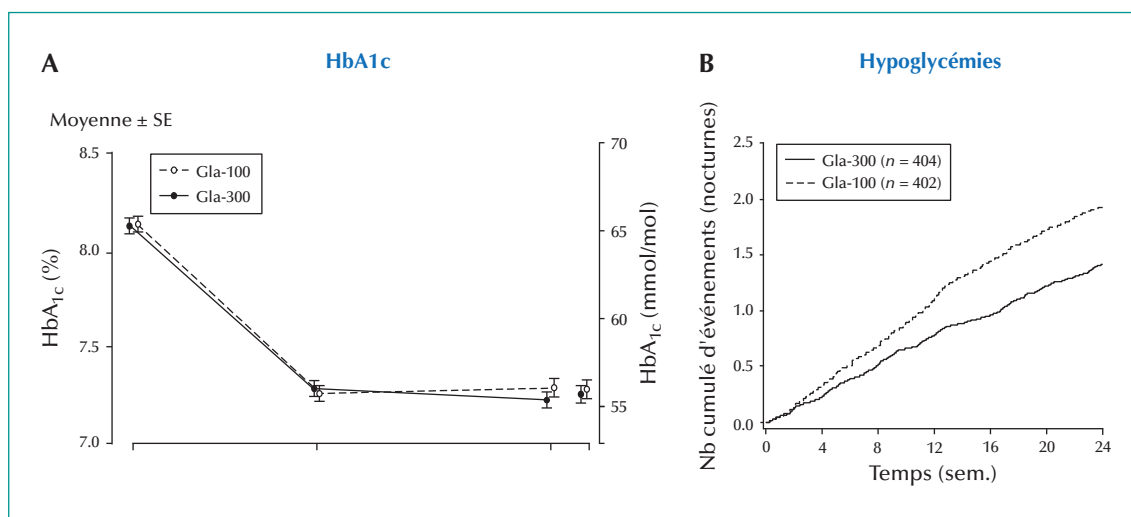 A
HbA1c
Moyenne ± SE
8.5
8.0
7.5
7.0
HbA1c (%)
Gla-100
Gla-300
70
65
60
55
HbA1c (mmol/mol)
B
Hypoglycémies
Nb cumulé d'événements (nocturnes)
2.5
2.0
1.5
1.0
0.5
0.0
Gla-300 (n = 404)
Gla-100 (n = 402)
0 4 8 12 16 20 24
Temps (sem.)